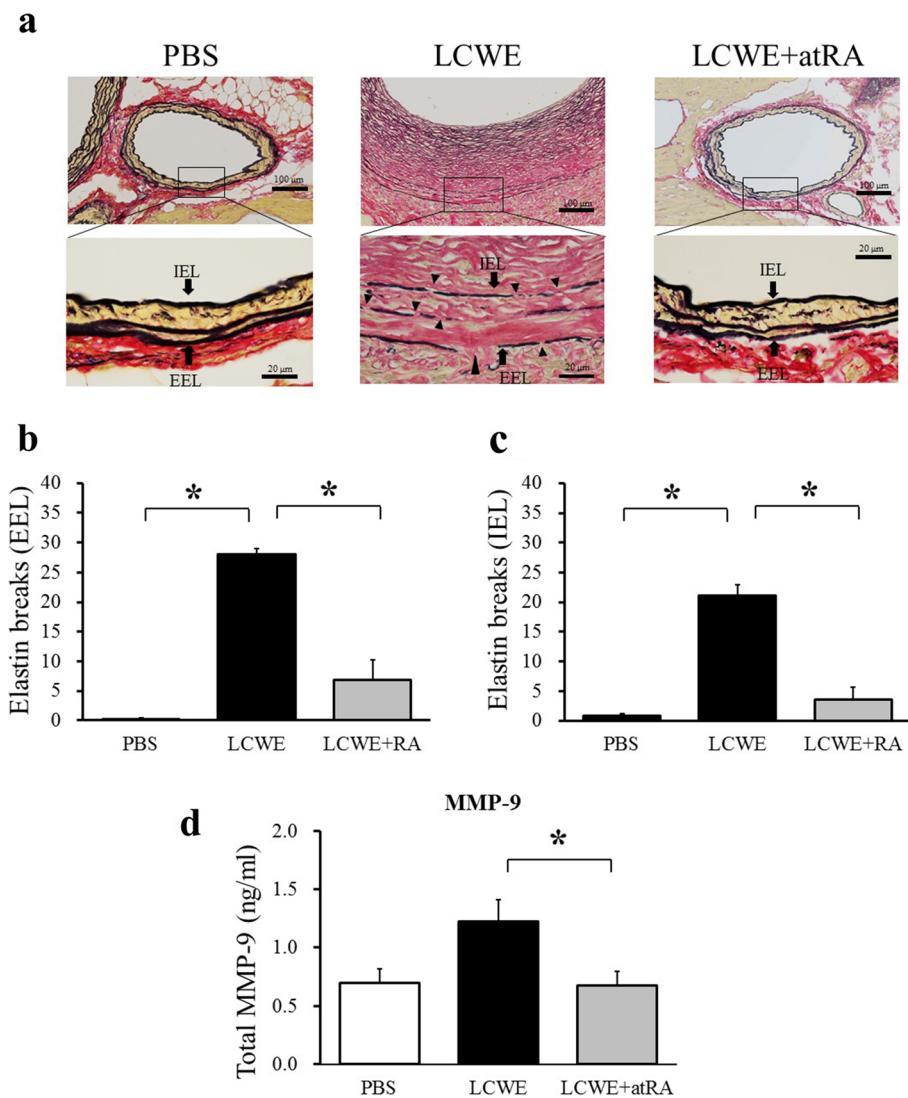 a
PBS
LCWE
LCWE+atRA
100 μm
100 μm
100 μm
IEL
EEL
20 μm
IEL
EEL
20 μm
20 μm
IEL
EEL
b
Elastin breaks (EEL)
40
35
30
25
20
15
10
5
0
*
*
PBS
LCWE
LCWE+RA
c
Elastin breaks (IEL)
40
35
30
25
20
15
10
5
0
*
*
PBS
LCWE
LCWE+RA
d
MMP-9
Total MMP-9 (ng/ml)
2.0
1.5
1.0
0.5
0.0
*
PBS
LCWE
LCWE+atRA